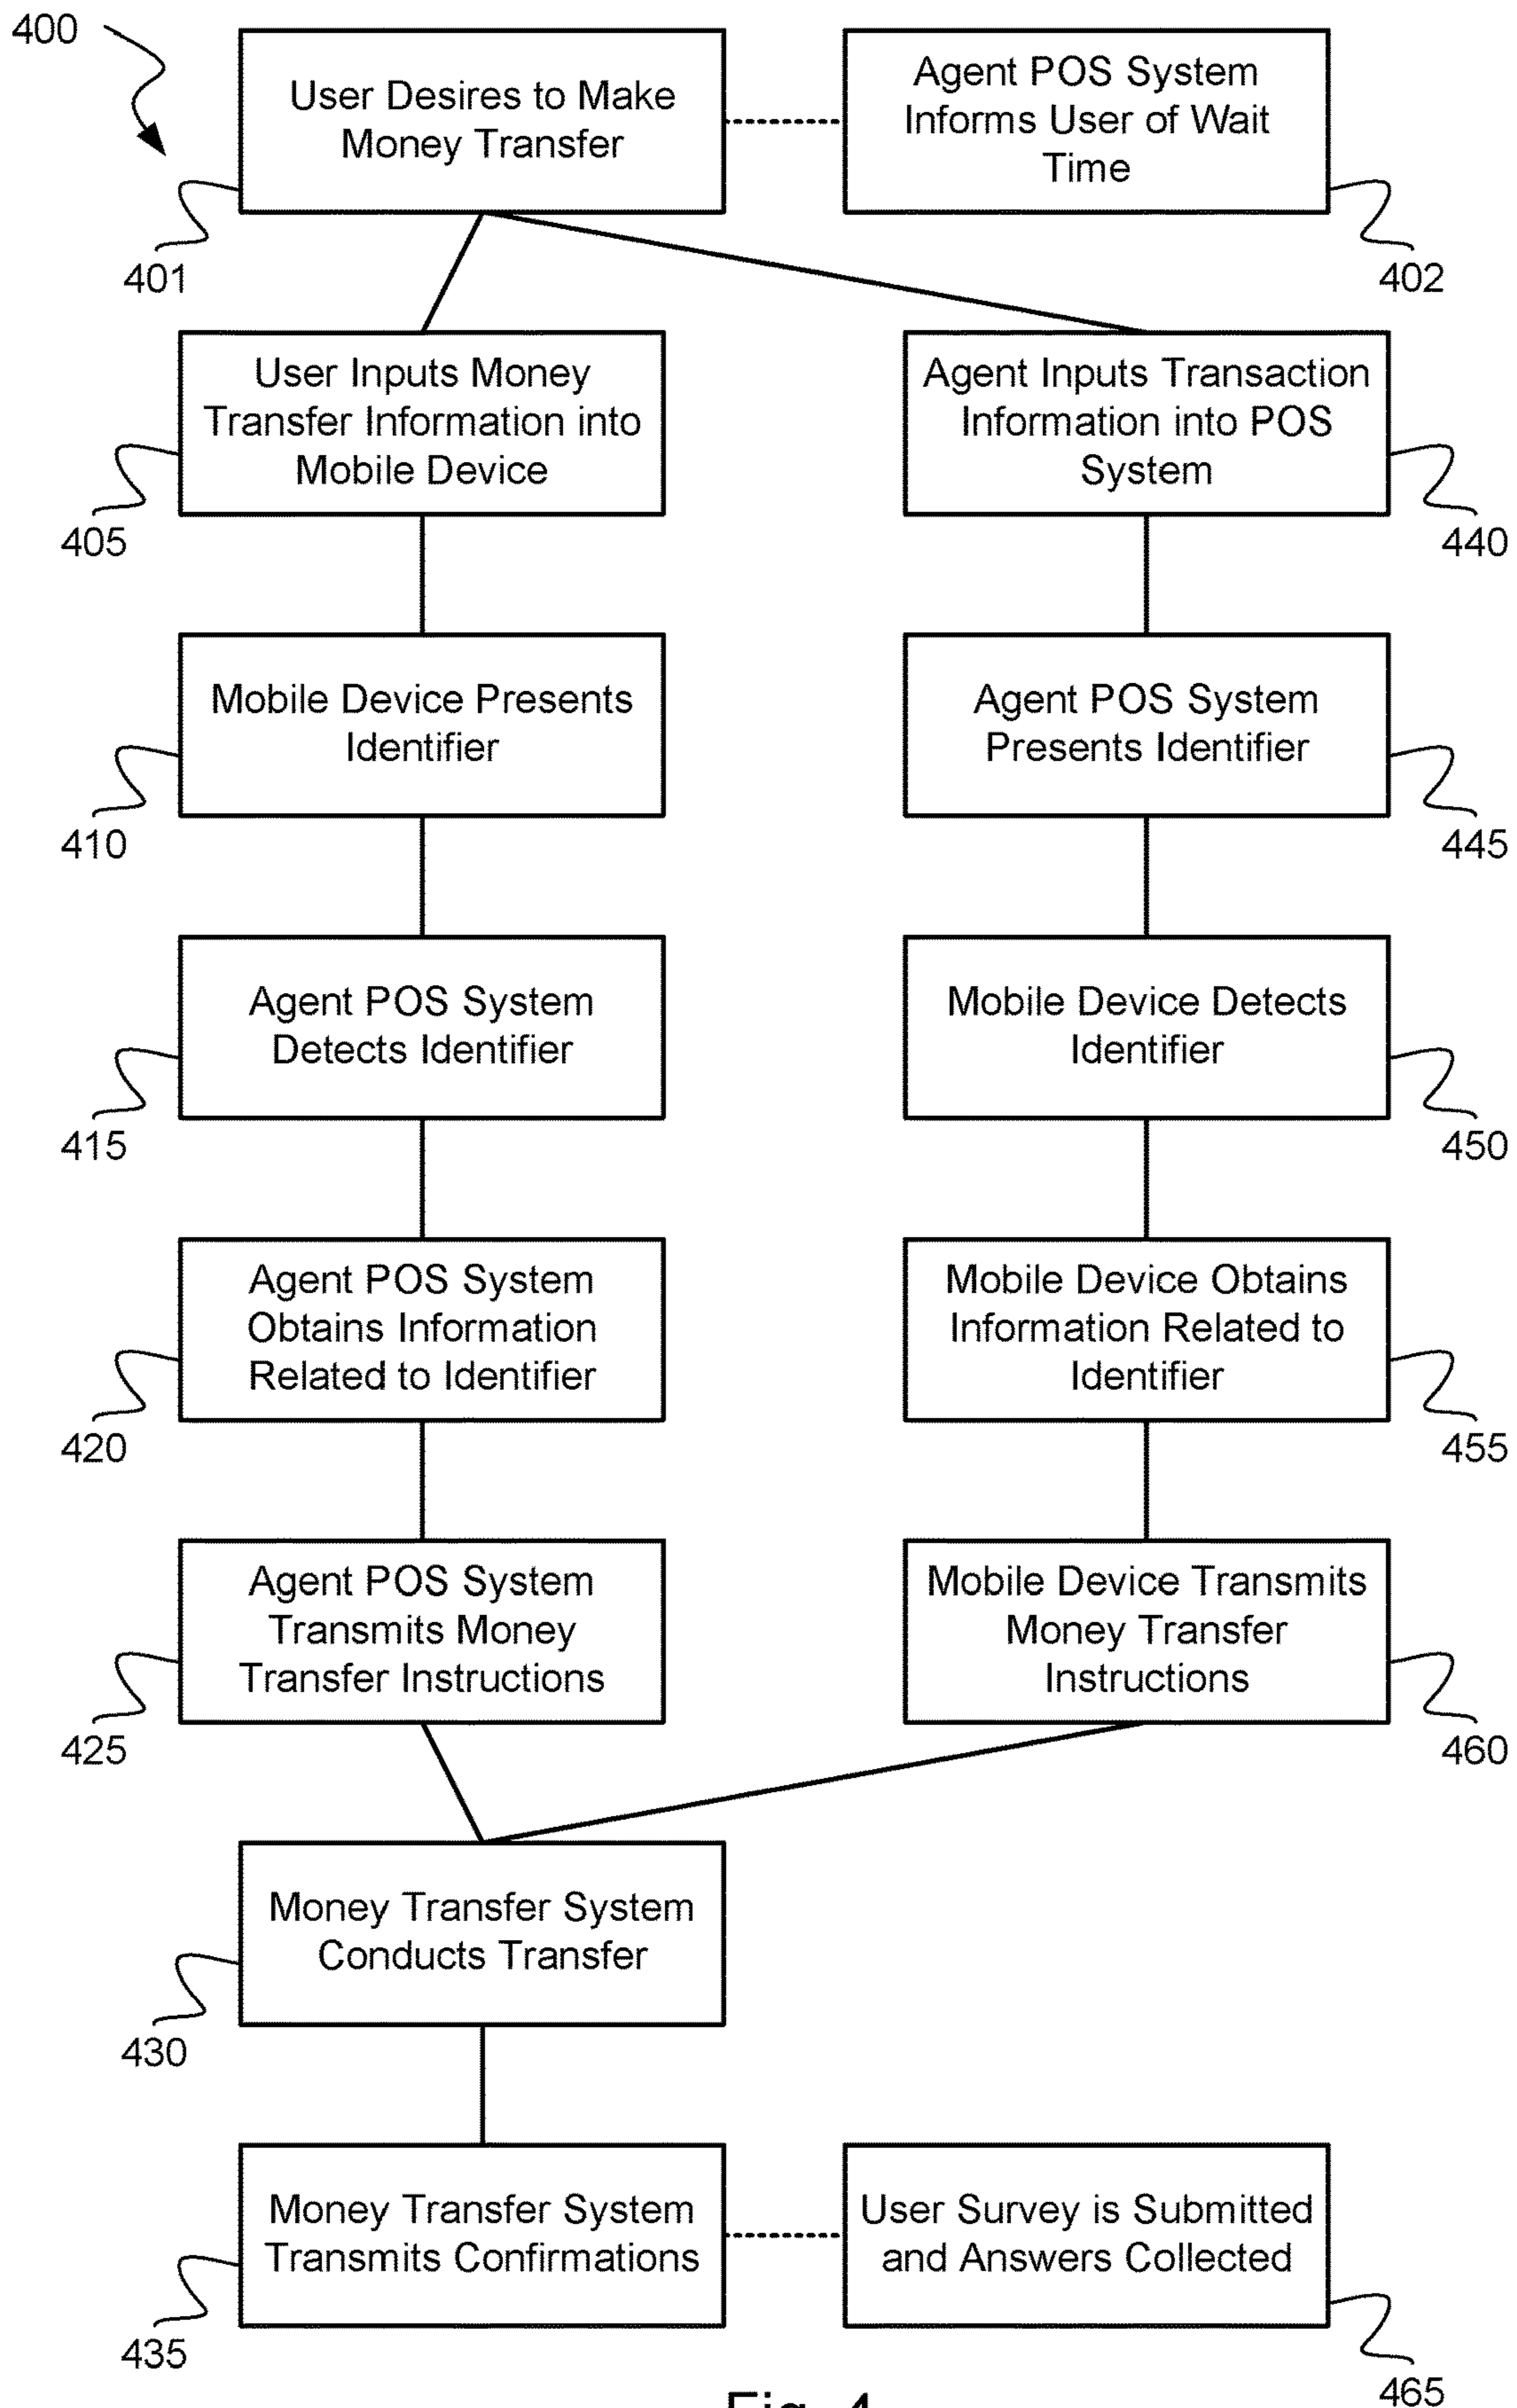 400
User Desires to Make
Money Transfer
Agent POS System
Informs User of Wait
Time
401
402
User Inputs Money
Transfer Information into
Mobile Device
Agent Inputs Transaction
Information into POS
System
405
440
Mobile Device Presents
Identifier
Agent POS System
Presents Identifier
410
445
Agent POS System
Detects Identifier
Mobile Device Detects
Identifier
415
450
Agent POS System
Obtains Information
Related to Identifier
Mobile Device Obtains
Information Related to
Identifier
420
455
Agent POS System
Transmits Money
Transfer Instructions
Mobile Device Transmits
Money Transfer
Instructions
425
460
Money Transfer System
Conducts Transfer
430
Money Transfer System
Transmits Confirmations
User Survey is Submitted
and Answers Collected
435
465
Fig. 4